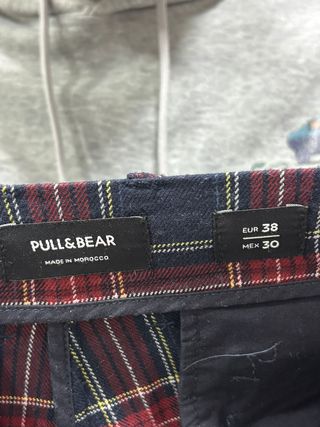 PULL&BEAR
MADE IN MOROCCO
EUR 38
MEX 30